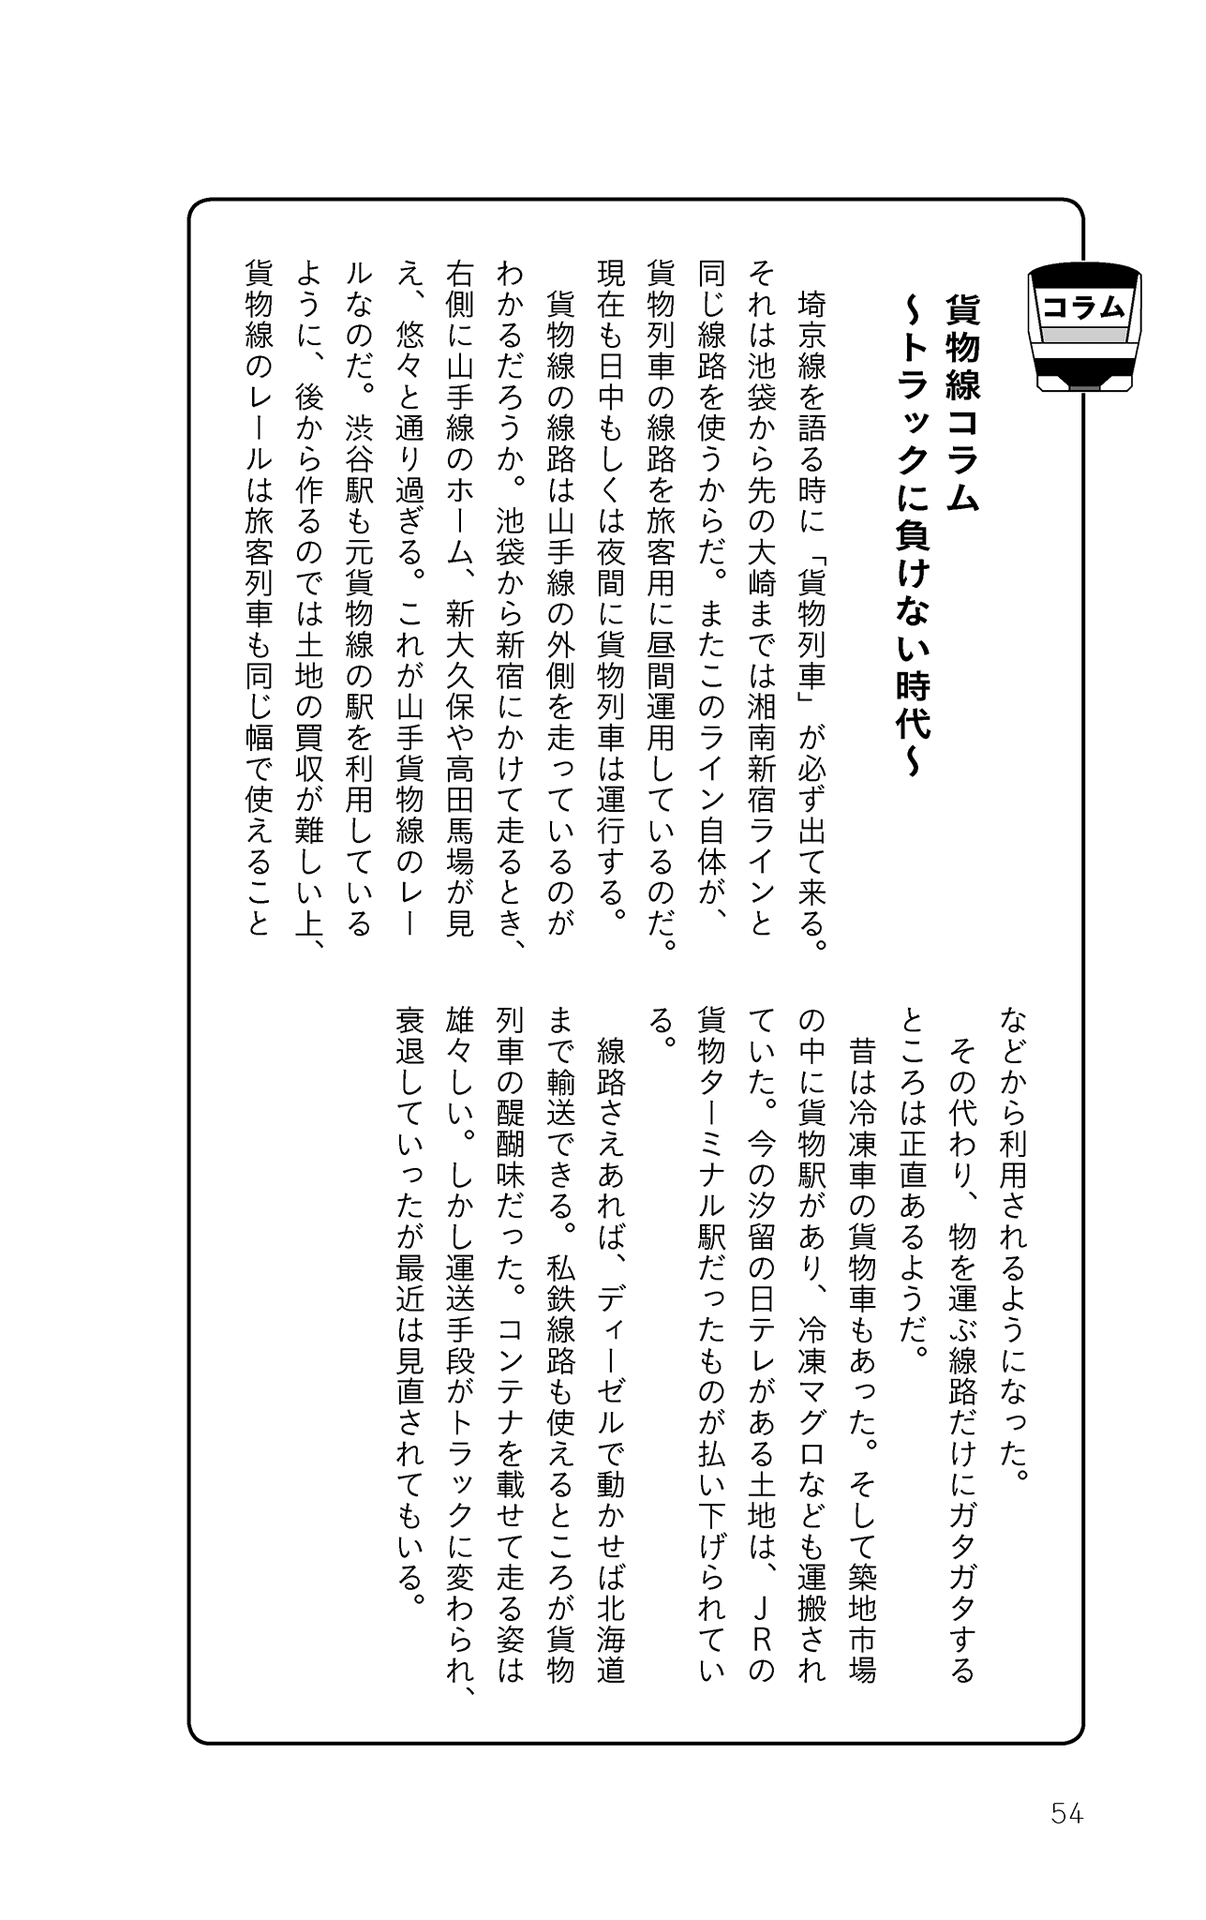 コラム
貨物線コラム
〜トラックに負けない時代〜
埼京線を語る時に「貨物列車」が必ず出て来る。
それは池袋から先の大崎までは湘南新宿ラインと
同じ線路を使うからだ。またこのライン自体が、
貨物列車の線路を旅客用に昼間運用しているのだ。
現在も日中もしくは夜間に貨物列車は運行する。
貨物線の線路は山手線の外側を走っているのが
わかるだろうか。池袋から新宿にかけて走るとき、
右側に山手線のホーム、新大久保や高田馬場が見
え、悠々と通り過ぎる。これが山手貨物線のレー
ルなのだ。渋谷駅も元貨物線の駅を利用している
ように、後から作るのでは土地の買収が難しい上、
貨物線のレールは旅客列車も同じ幅で使えること
などから利用されるようになった。
その代わり、物を運ぶ線路だけにガタガタする
ところは正直あるようだ。
昔は冷凍車の貨物車もあった。そして築地市場
の中に貨物駅があり、冷凍マグロなども運搬され
ていた。今の汐留の日テレがある土地は、ＪＲの
貨物ターミナル駅だったものが払い下げられてい
る。
線路さえあれば、ディーゼルで動かせば北海道
まで輸送できる。私鉄線路も使えるところが貨物
列車の醍醐味だった。コンテナを載せて走る姿は
雄々しい。しかし運送手段がトラックに変わられ、
衰退していったが最近は見直されてもいる。
54